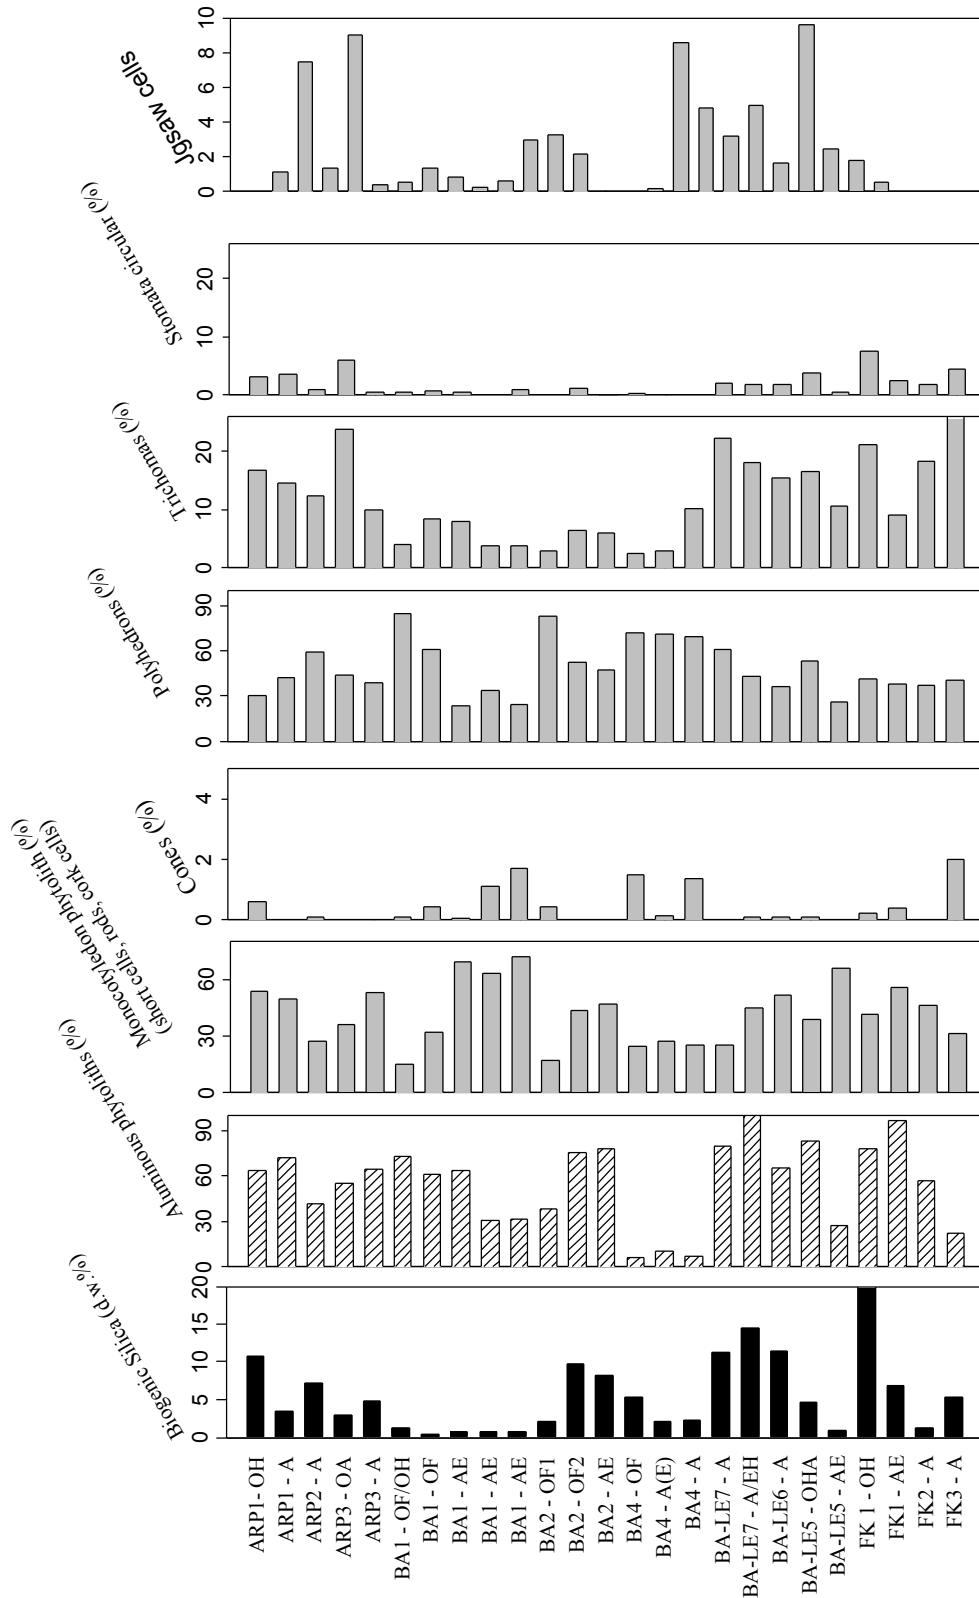 Jgsaw cells
0
2
4
6
8
10
Stomata circular (%)
0
10
20
Trichomas (%)
0
10
20
Polyhedrons (%)
0
30
60
90
Cones (%)
0
2
4
Monocotyledon phytolith (%)
(short cells, rods, cork cells)
0
30
60
Aluminous phytoliths (%)
0
30
60
90
Biogenic Silica (d.w.%)
0
5
10
15
20
ARP1 - OH
ARP1 - A
ARP2 - A
ARP3 - OA
ARP3 - A
BA1 - OF/OH
BA1 - OF
BA1 - AE
BA1 - AE
BA1 - AE
BA2 - OF1
BA2 - OF2
BA2 - AE
BA4 - OF
BA4 - A(E)
BA4 - A
BA-LE7 - A
BA-LE7 - A/EH
BA-LE6 - A
BA-LE5 - OHA
BA-LE5 - AE
FK 1 - OH
FK1 - AE
FK2 - A
FK3 - A